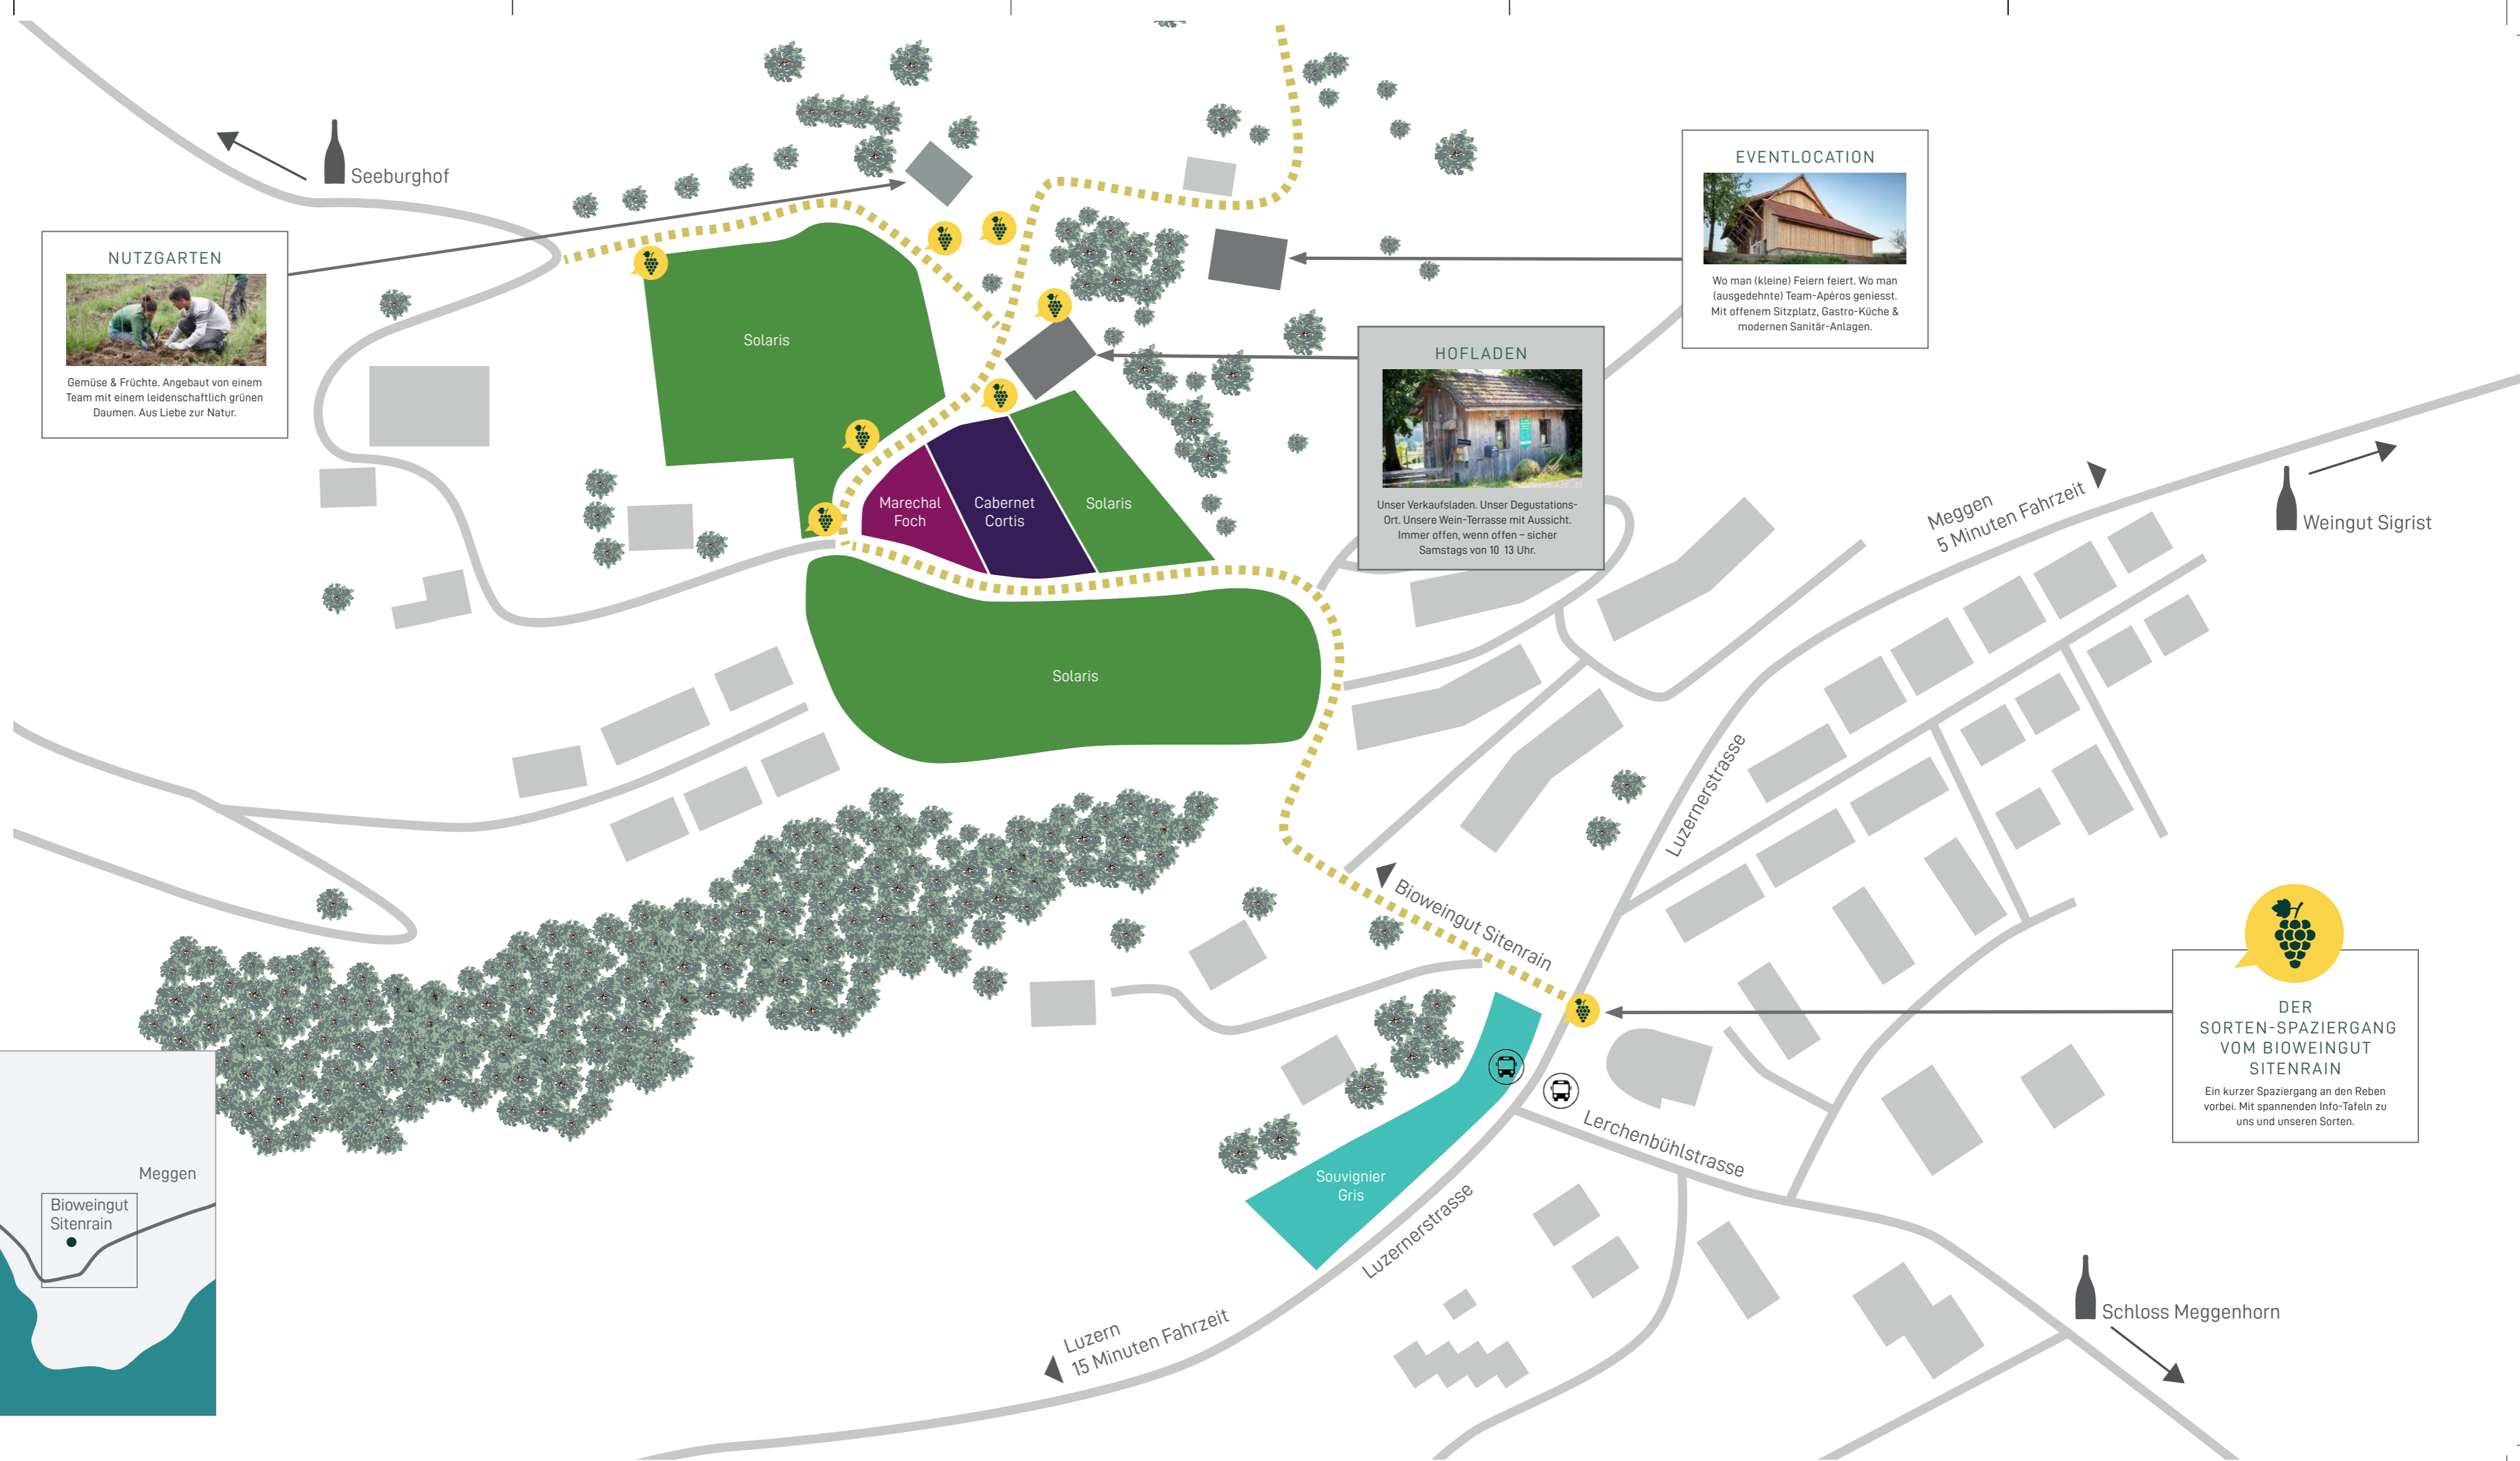 Seeburghof
NUTZGARTEN
Gemüse & Früchte. Angebaut von einem
Team mit einem leidenschaftlich grünen
Daumen. Aus Liebe zur Natur.
EVENTLOCATION
Wo man (kleine) Feiern feiert. Wo man
(ausgedehnte) Team-Apéros geniesst.
Mit offenem Sitzplatz, Gastro-Küche &
modernen Sanitär-Anlagen.
HOFLADEN
Unser Verkaufsladen. Unser Degustations-
Ort. Unsere Wein-Terrasse mit Aussicht.
Immer offen, wenn offen – sicher
Samstags von 10 13 Uhr.
Solaris
Marechal
Foch
Cabernet
Cortis
Solaris
Solaris
Meggen
5 Minuten Fahrzeit
Weingut Sigrist
Luzernerstrasse
Bioweingut Sitenrain
DER
SORTEN-SPAZIERGANG
VOM BIOWEINGUT
SITENRAIN
Ein kurzer Spaziergang an den Reben
vorbei. Mit spannenden Info-Tafeln zu
uns und unseren Sorten.
Lerchenbühlstrasse
Souvignier
Gris
Luzernerstrasse
Luzern
15 Minuten Fahrzeit
Schloss Meggenhorn
Meggen
Bioweingut
Sitenrain